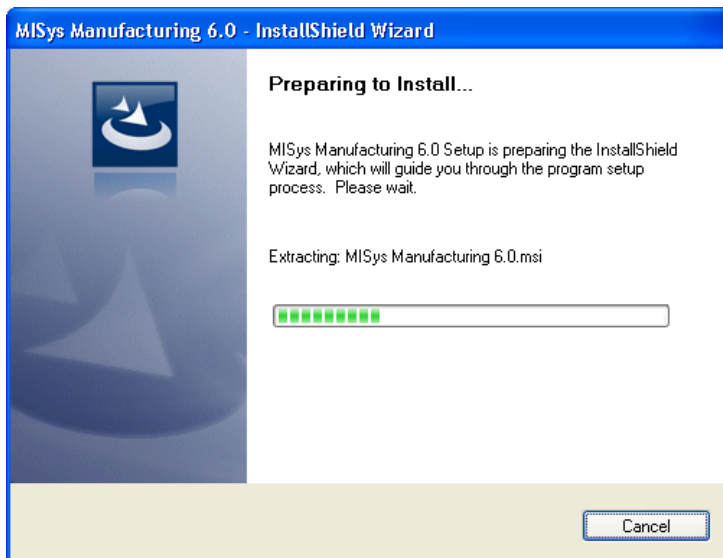 MISys Manufacturing 6.0 - InstallShield Wizard
Preparing to Install...
MISys Manufacturing 6.0 Setup is preparing the InstallShield
Wizard, which will guide you through the program setup
process. Please wait.
Extracting: MISys Manufacturing 6.0.msi
Cancel